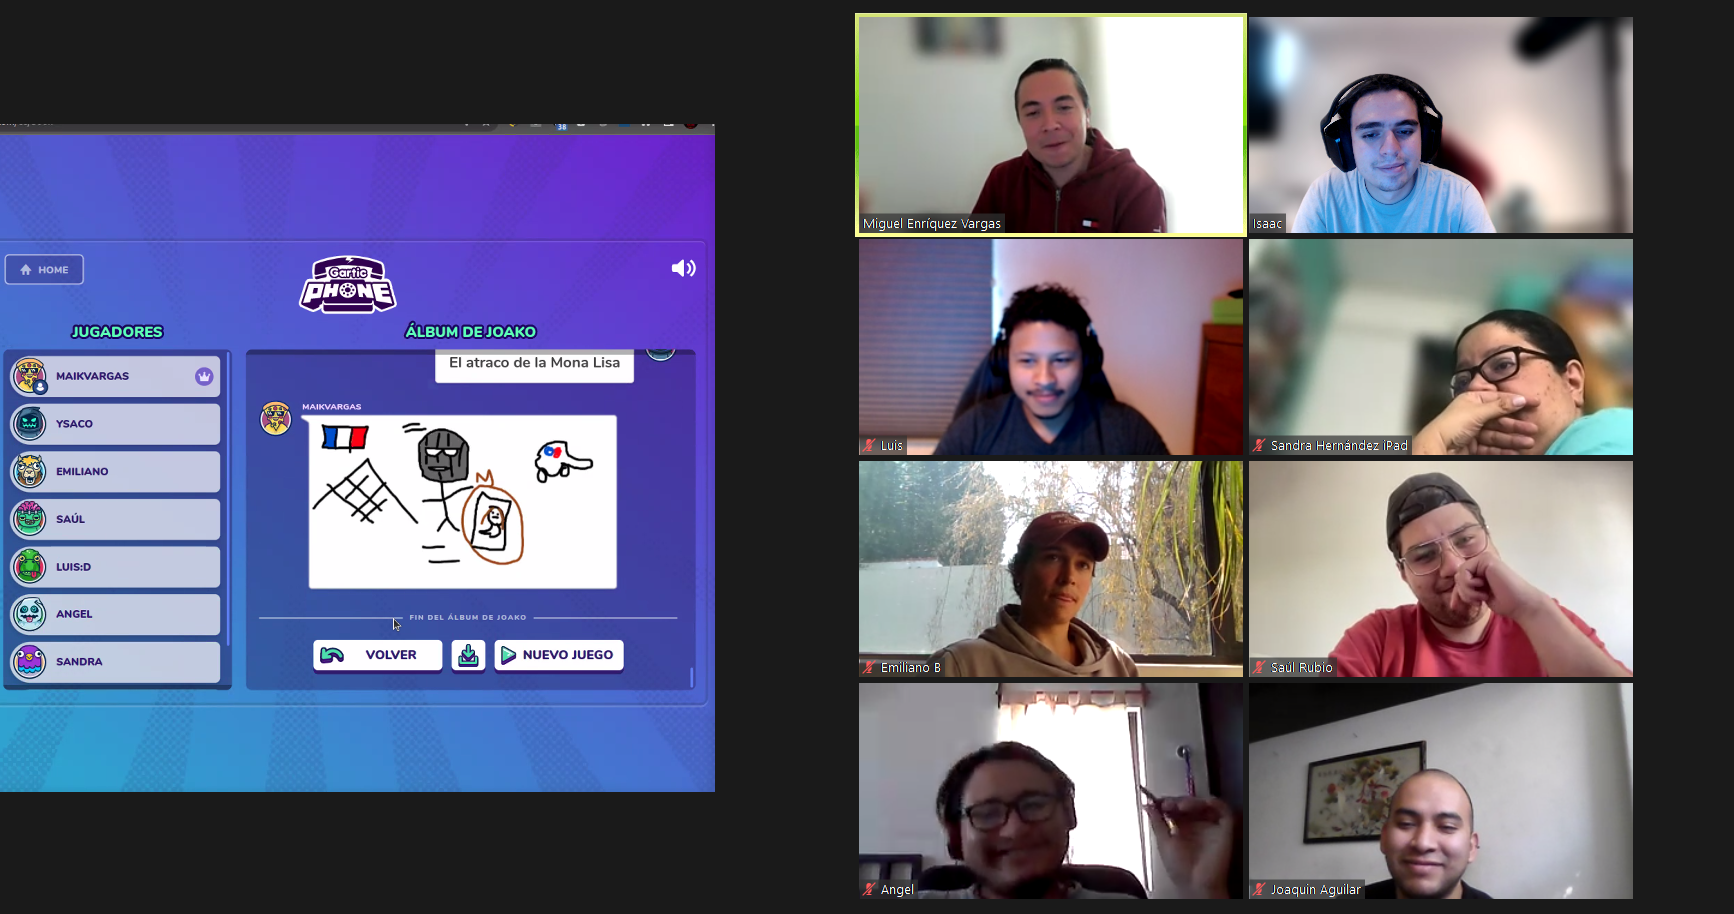 38
HOME
Gartic
PHONE
JUGADORES
ÁLBUM DE JOAKO
MAIKVARGAS
YSACO
EMILIANO
SAÚL
LUIS:D
ANGEL
SANDRA
El atraco de la Mona Lisa
MAIKVARGAS
FIN DEL ÁLBUM DE JOAKO
VOLVER
NUEVO JUEGO
Miguel Enríquez Vargas
Isaac
Luis
Sandra Hernández iPad
Emiliano B
Saúl Rubio
Angel
Joaquin Aguilar